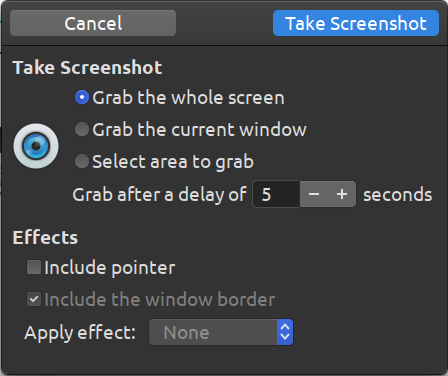 Cancel Take Screenshot
Take Screenshot
Grab the whole screen
Grab the current window
Select area to grab
Grab after a delay of 5 − + seconds
Effects
Include pointer
Include the window border
Apply effect: None